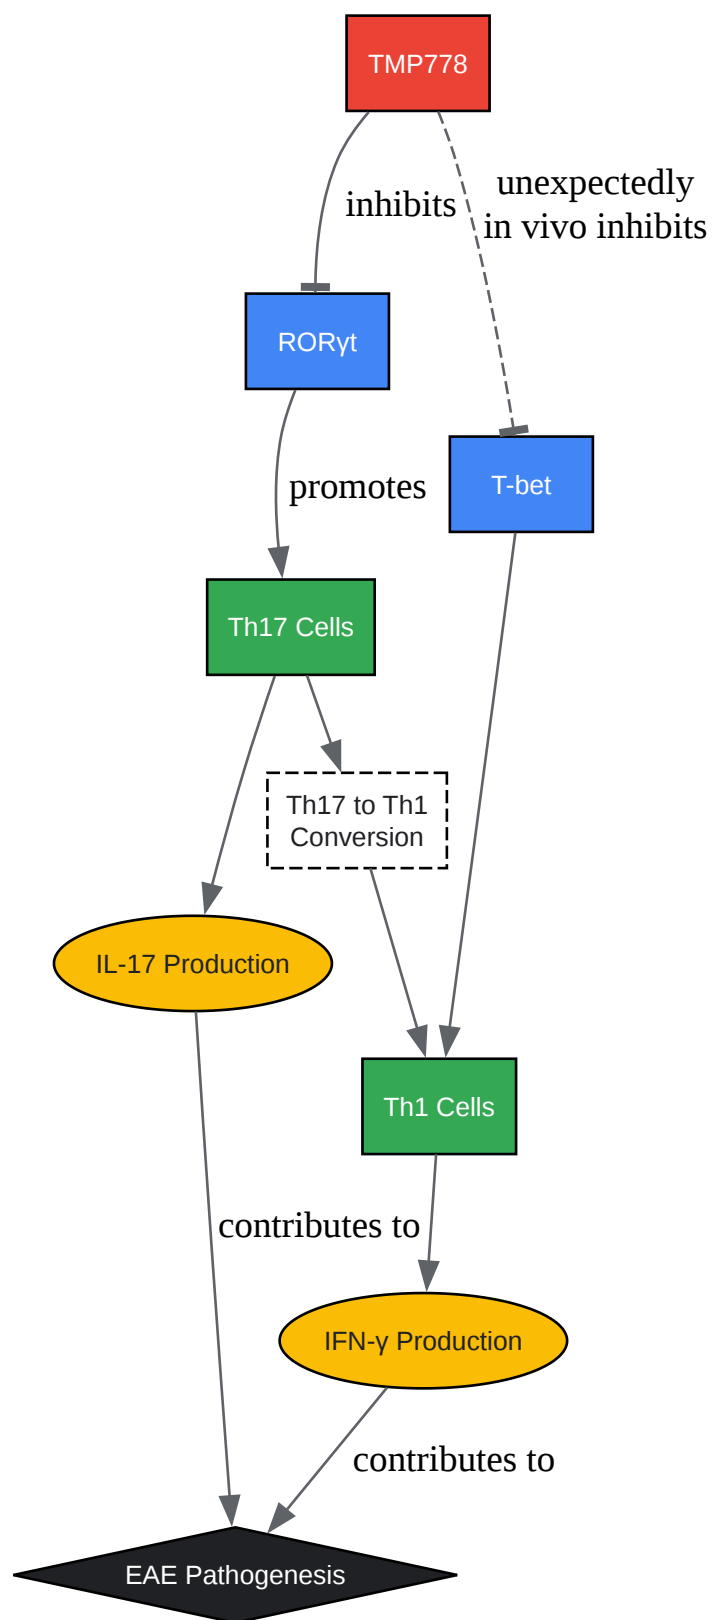 TMP778
inhibits
unexpectedly
in vivo inhibits
RORγt
promotes
T-bet
Th17 Cells
Th17 to Th1
Conversion
IL-17 Production
Th1 Cells
contributes to
IFN-γ Production
contributes to
EAE Pathogenesis